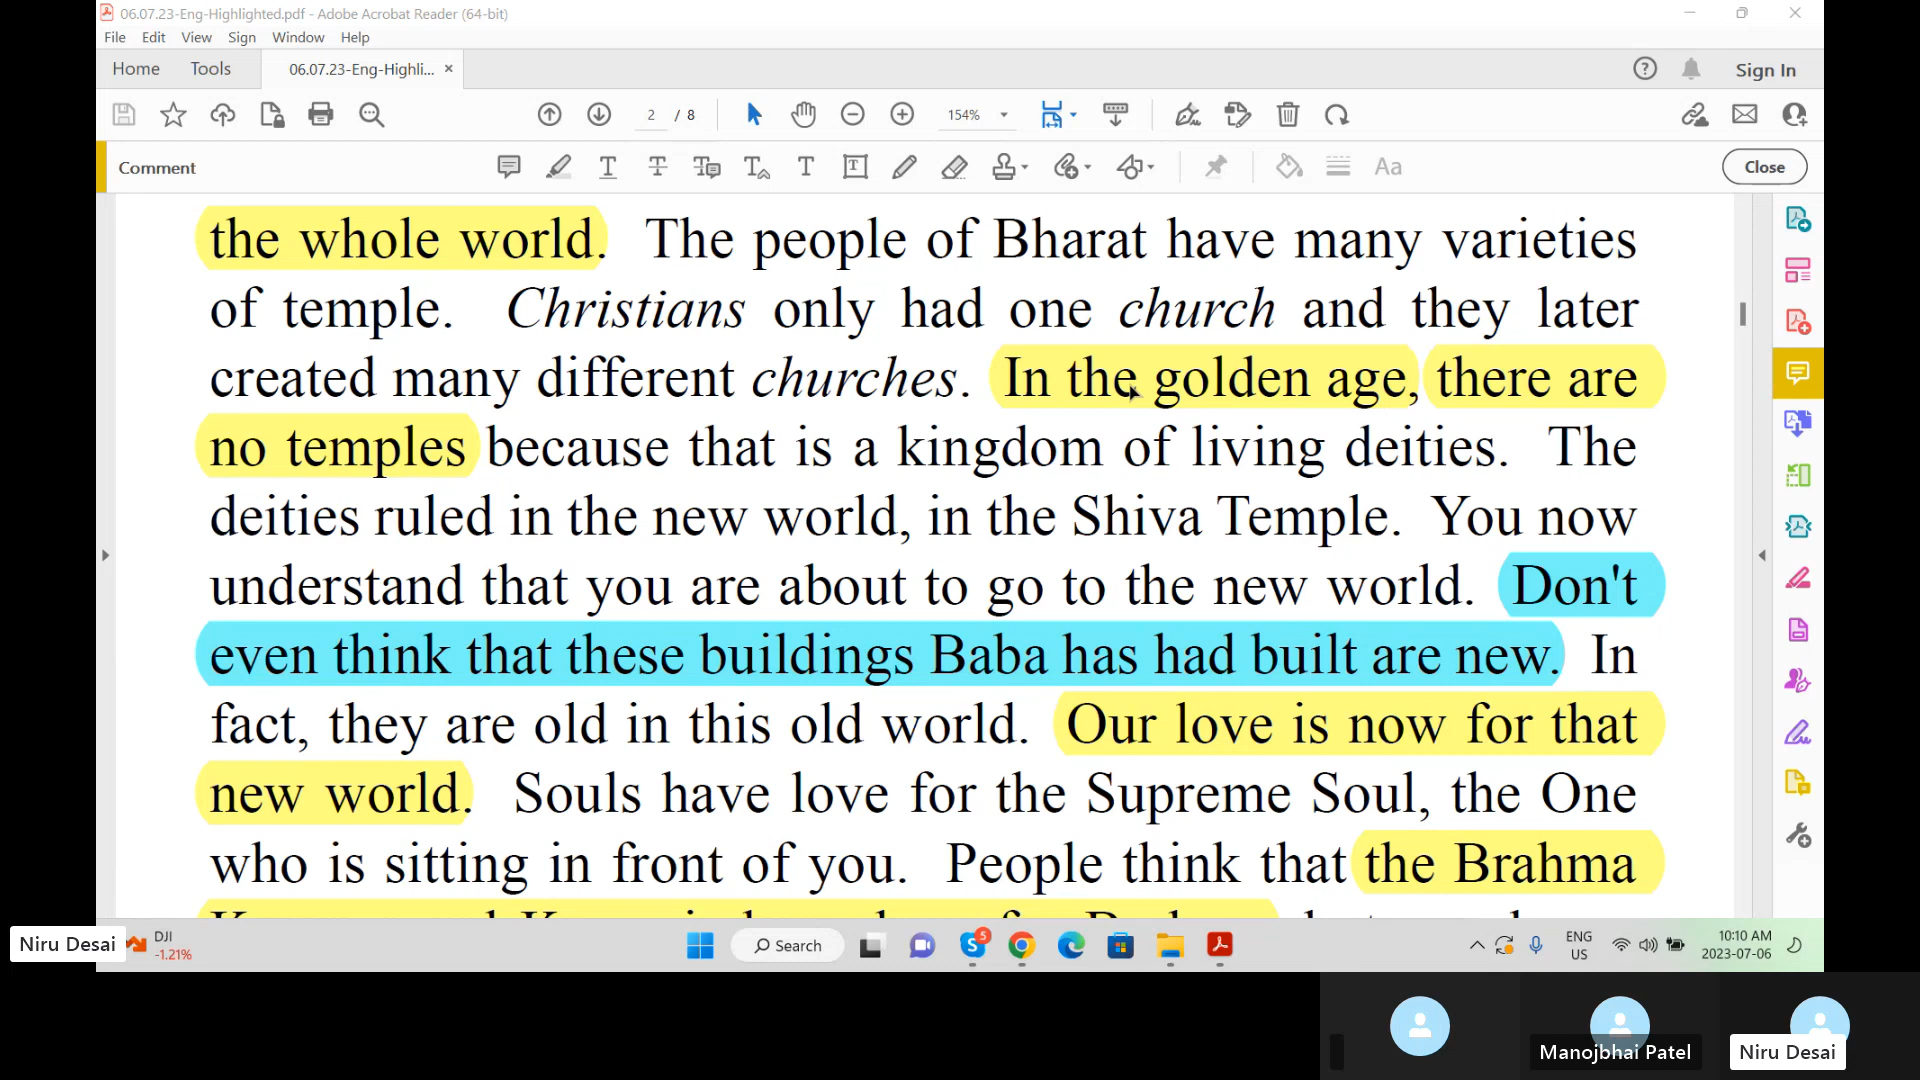 06.07.23-Eng-Highlighted.pdf - Adobe Acrobat Reader (64-bit)
File Edit View Sign Window Help
Home Tools 06.07.23-Eng-Highli... × Sign In
2 / 8 154%
Comment Close
the whole world. The people of Bharat have many varieties
of temple. Christians only had one church and they later
created many different churches. In the golden age, there are
no temples because that is a kingdom of living deities. The
deities ruled in the new world, in the Shiva Temple. You now
understand that you are about to go to the new world. Don't
even think that these buildings Baba has had built are new. In
fact, they are old in this old world. Our love is now for that
new world. Souls have love for the Supreme Soul, the One
who is sitting in front of you. People think that the Brahma
Niru Desai
DJI
-1.21%
Search
5
ENG
US
10:10 AM
2023-07-06
Manojbhai Patel
Niru Desai